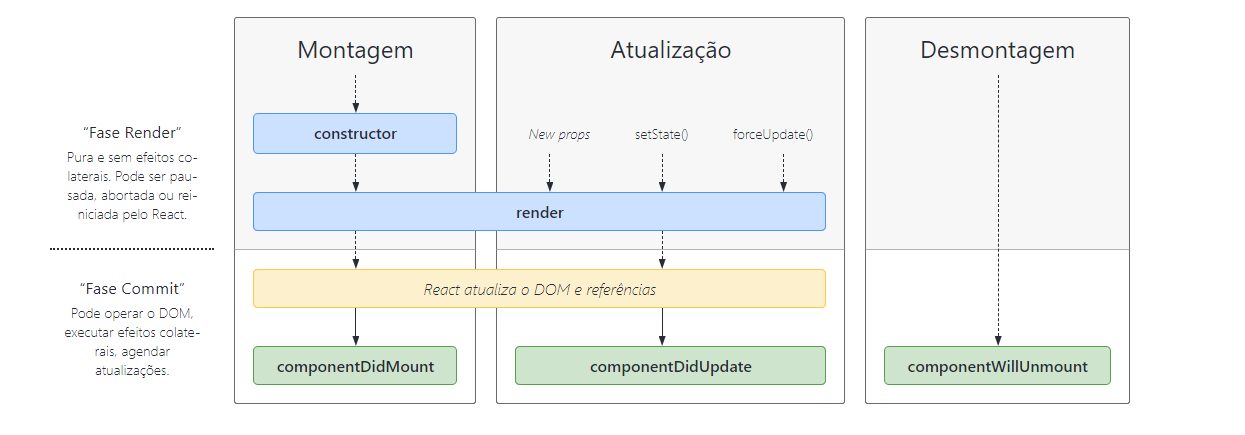 Montagem
Atualização
Desmontagem
“Fase Render”
Pura e sem efeitos co-
laterais. Pode ser pau-
sada, abortada ou rei-
niciada pelo React.
constructor
New props
setState()
forceUpdate()
render
“Fase Commit”
Pode operar o DOM,
executar efeitos colate-
rais, agendar
atualizações.
React atualiza o DOM e referências
componentDidMount
componentDidUpdate
componentWillUnmount